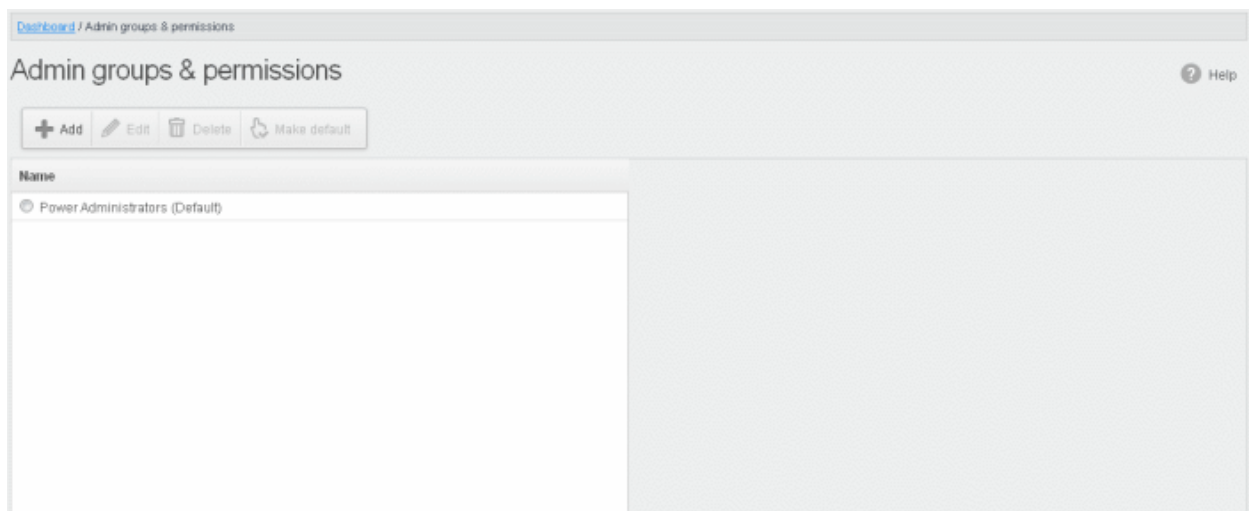 Dashboard / Admin groups & permissions
Admin groups & permissions
Help
Add Edit Delete Make default
Name
Power Administrators (Default)